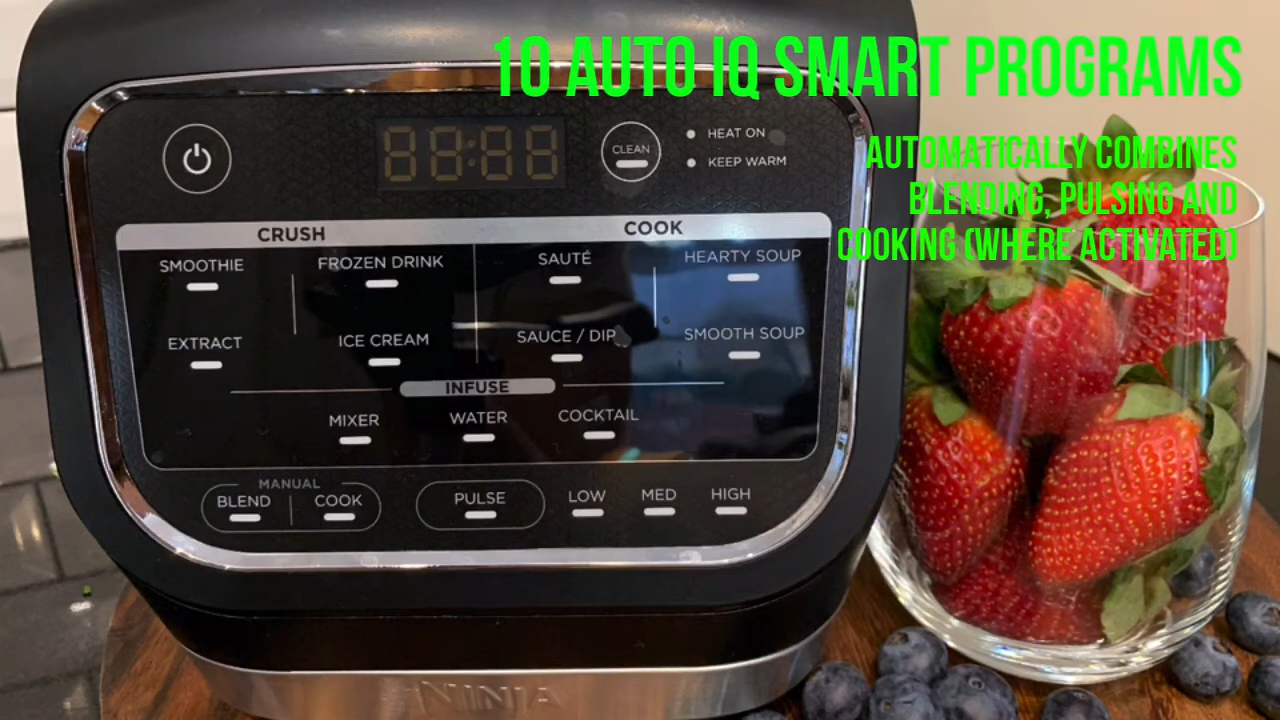 10 AUTO IQ SMART PROGRAMS
AUTOMATICALLY COMBINES
BLENDING, PULSING AND
COOKING (WHERE ACTIVATED)
88:88
CLEAN
HEAT ON
KEEP WARM
CRUSH
COOK
SMOOTHIE
FROZEN DRINK
SAUTÉ
HEARTY SOUP
EXTRACT
ICE CREAM
SAUCE / DIP
SMOOTH SOUP
INFUSE
MIXER
WATER
COCKTAIL
MANUAL
BLEND
COOK
PULSE
LOW
MED
HIGH
NINJA